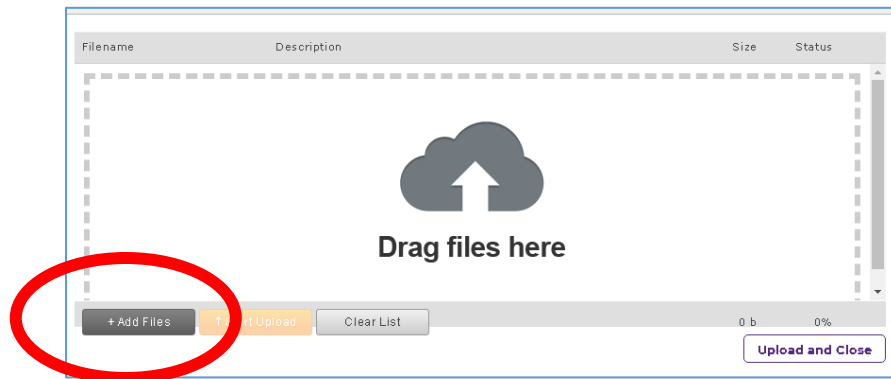 Filename Description Size Status
Drag files here
+ Add Files Upload Clear List 0 b 0%
Upload and Close